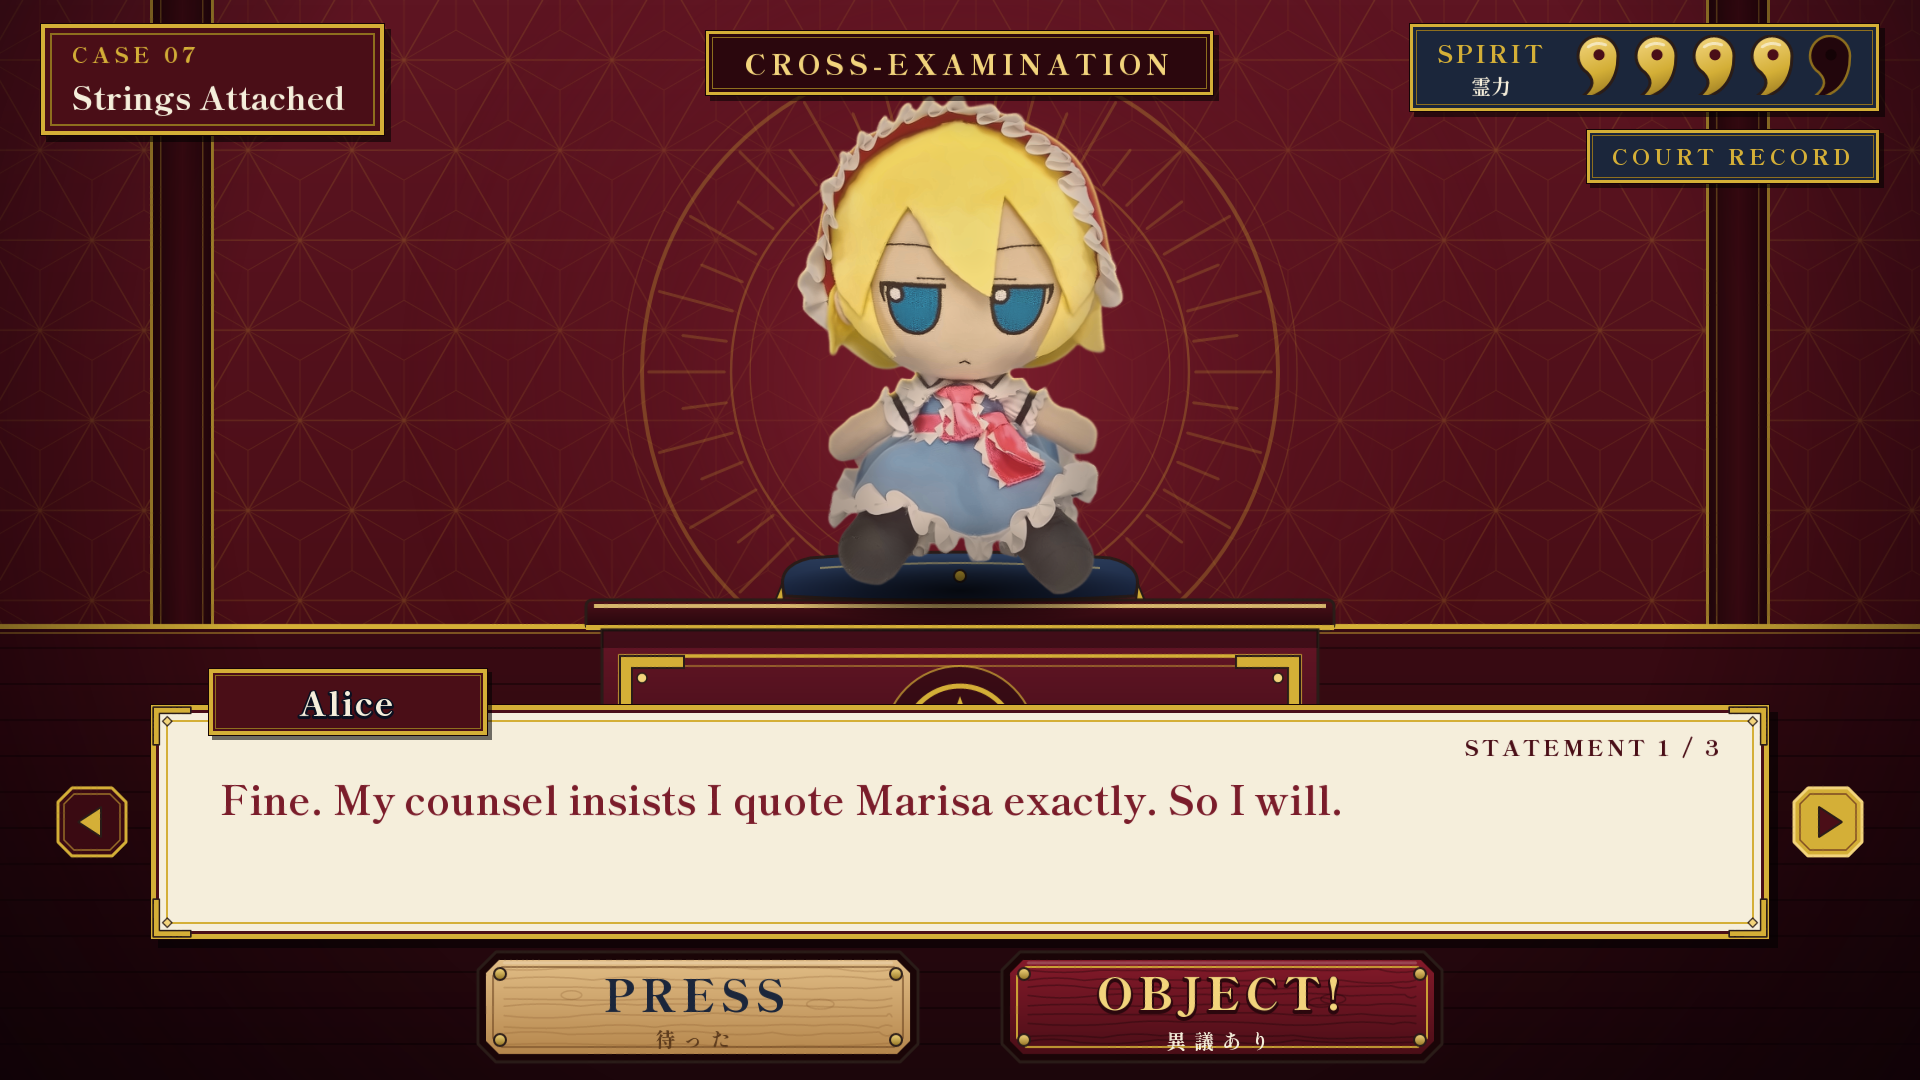 CASE 07
Strings Attached
CROSS-EXAMINATION
SPIRIT
霊力
COURT RECORD
Alice
STATEMENT 1 / 3
Fine. My counsel insists I quote Marisa exactly. So I will.
PRESS
待った
OBJECT!
異議あり